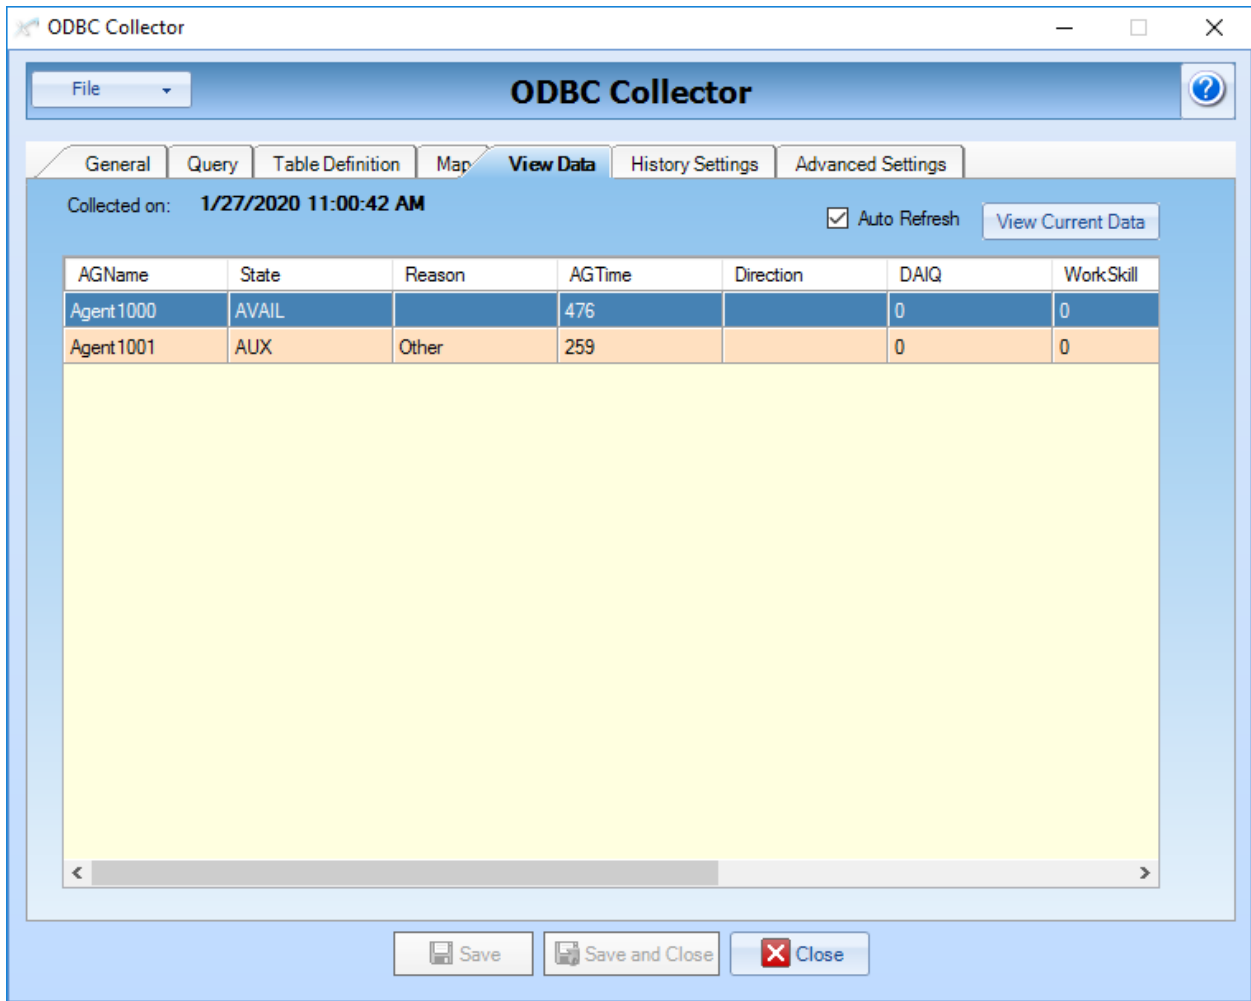 ODBC Collector
File
ODBC Collector
General Query Table Definition Map View Data History Settings Advanced Settings
Collected on: 1/27/2020 11:00:42 AM
Auto Refresh View Current Data
AGName State Reason AGTime Direction DAIQ WorkSkill
Agent1000 AVAIL 476 0 0
Agent1001 AUX Other 259 0 0
Save Save and Close Close